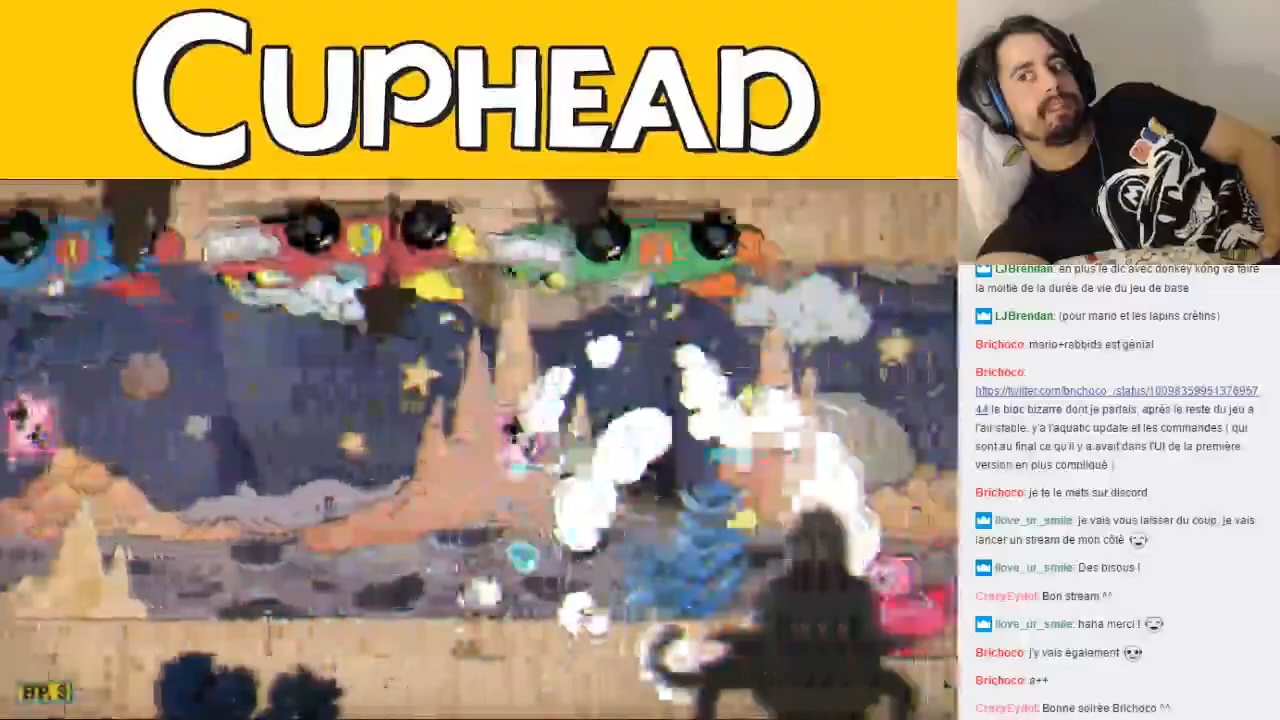 CUPHEAD
LJBrendan: en plus le dlc avec donkey kong va faire
la moitié de la durée de vie du jeu de base
LJBrendan: (pour mario et les lapins crétins)
Brichoco: mario+rabbids est génial
Brichoco:
le bloc bizarre dont je parlais, après le reste du jeu a
l'air stable. y'a l'aquatic update et les commandes ( qui
sont au final ce qu'il y avait dans l'UI de la première
version en plus compliqué )
Brichoco: je te le mets sur discord
ilove_ur_smile: je vais vous laisser du coup, je vais
lancer un stream de mon côté
ilove_ur_smile: Des bisous !
CrazyEydol: Bon stream ^^
ilove_ur_smile: haha merci !
Brichoco: j'y vais également
Brichoco: a++
CrazyEydol: Bonne soirée Brichoco ^^
HP. 3